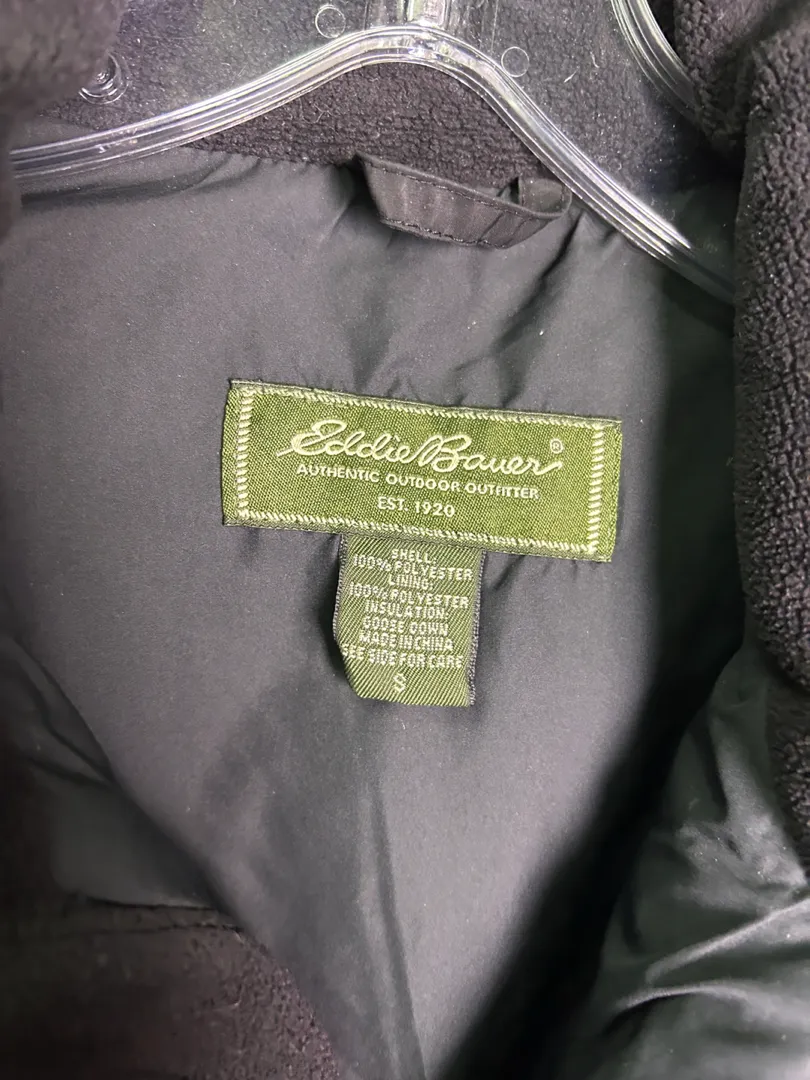 Eddie Bauer®
AUTHENTIC OUTDOOR OUTFITTER
EST. 1920
SHELL:
100% POLYESTER
LINING:
100% POLYESTER
INSULATION:
GOOSE DOWN
MADE IN CHINA
SEE SIDE FOR CARE
S